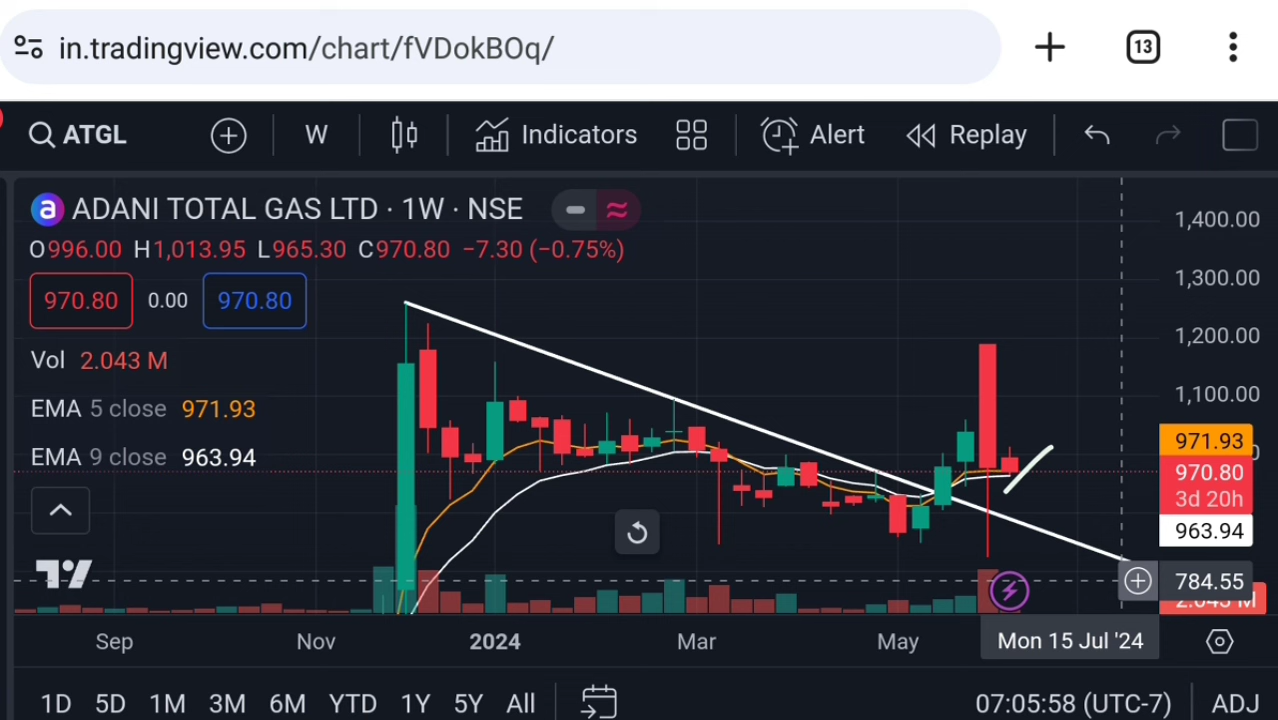 in.tradingview.com/chart/fVDokBOq/
13
ATGL W Indicators Alert Replay
a ADANI TOTAL GAS LTD · 1W · NSE
O996.00 H1,013.95 L965.30 C970.80 −7.30 (−0.75%)
970.80 0.00 970.80
Vol 2.043 M
EMA 5 close 971.93
EMA 9 close 963.94
1,400.00
1,300.00
1,200.00
1,100.00
971.93
970.80
3d 20h
963.94
784.55
2.043 M
Sep Nov 2024 Mar May Mon 15 Jul '24
1D 5D 1M 3M 6M YTD 1Y 5Y All 07:05:58 (UTC-7) ADJ